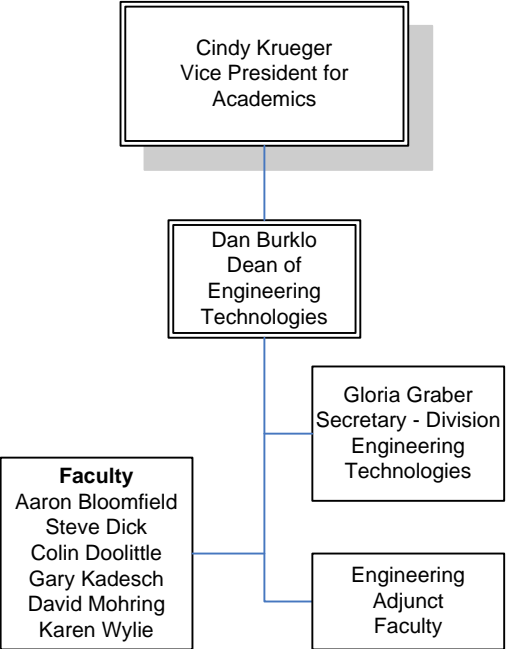 Cindy Krueger
Vice President for
Academics
Dan Burklo
Dean of
Engineering
Technologies
Gloria Graber
Secretary - Division
Engineering
Technologies
Faculty
Aaron Bloomfield
Steve Dick
Colin Doolittle
Gary Kadesch
David Mohring
Karen Wylie
Engineering
Adjunct
Faculty